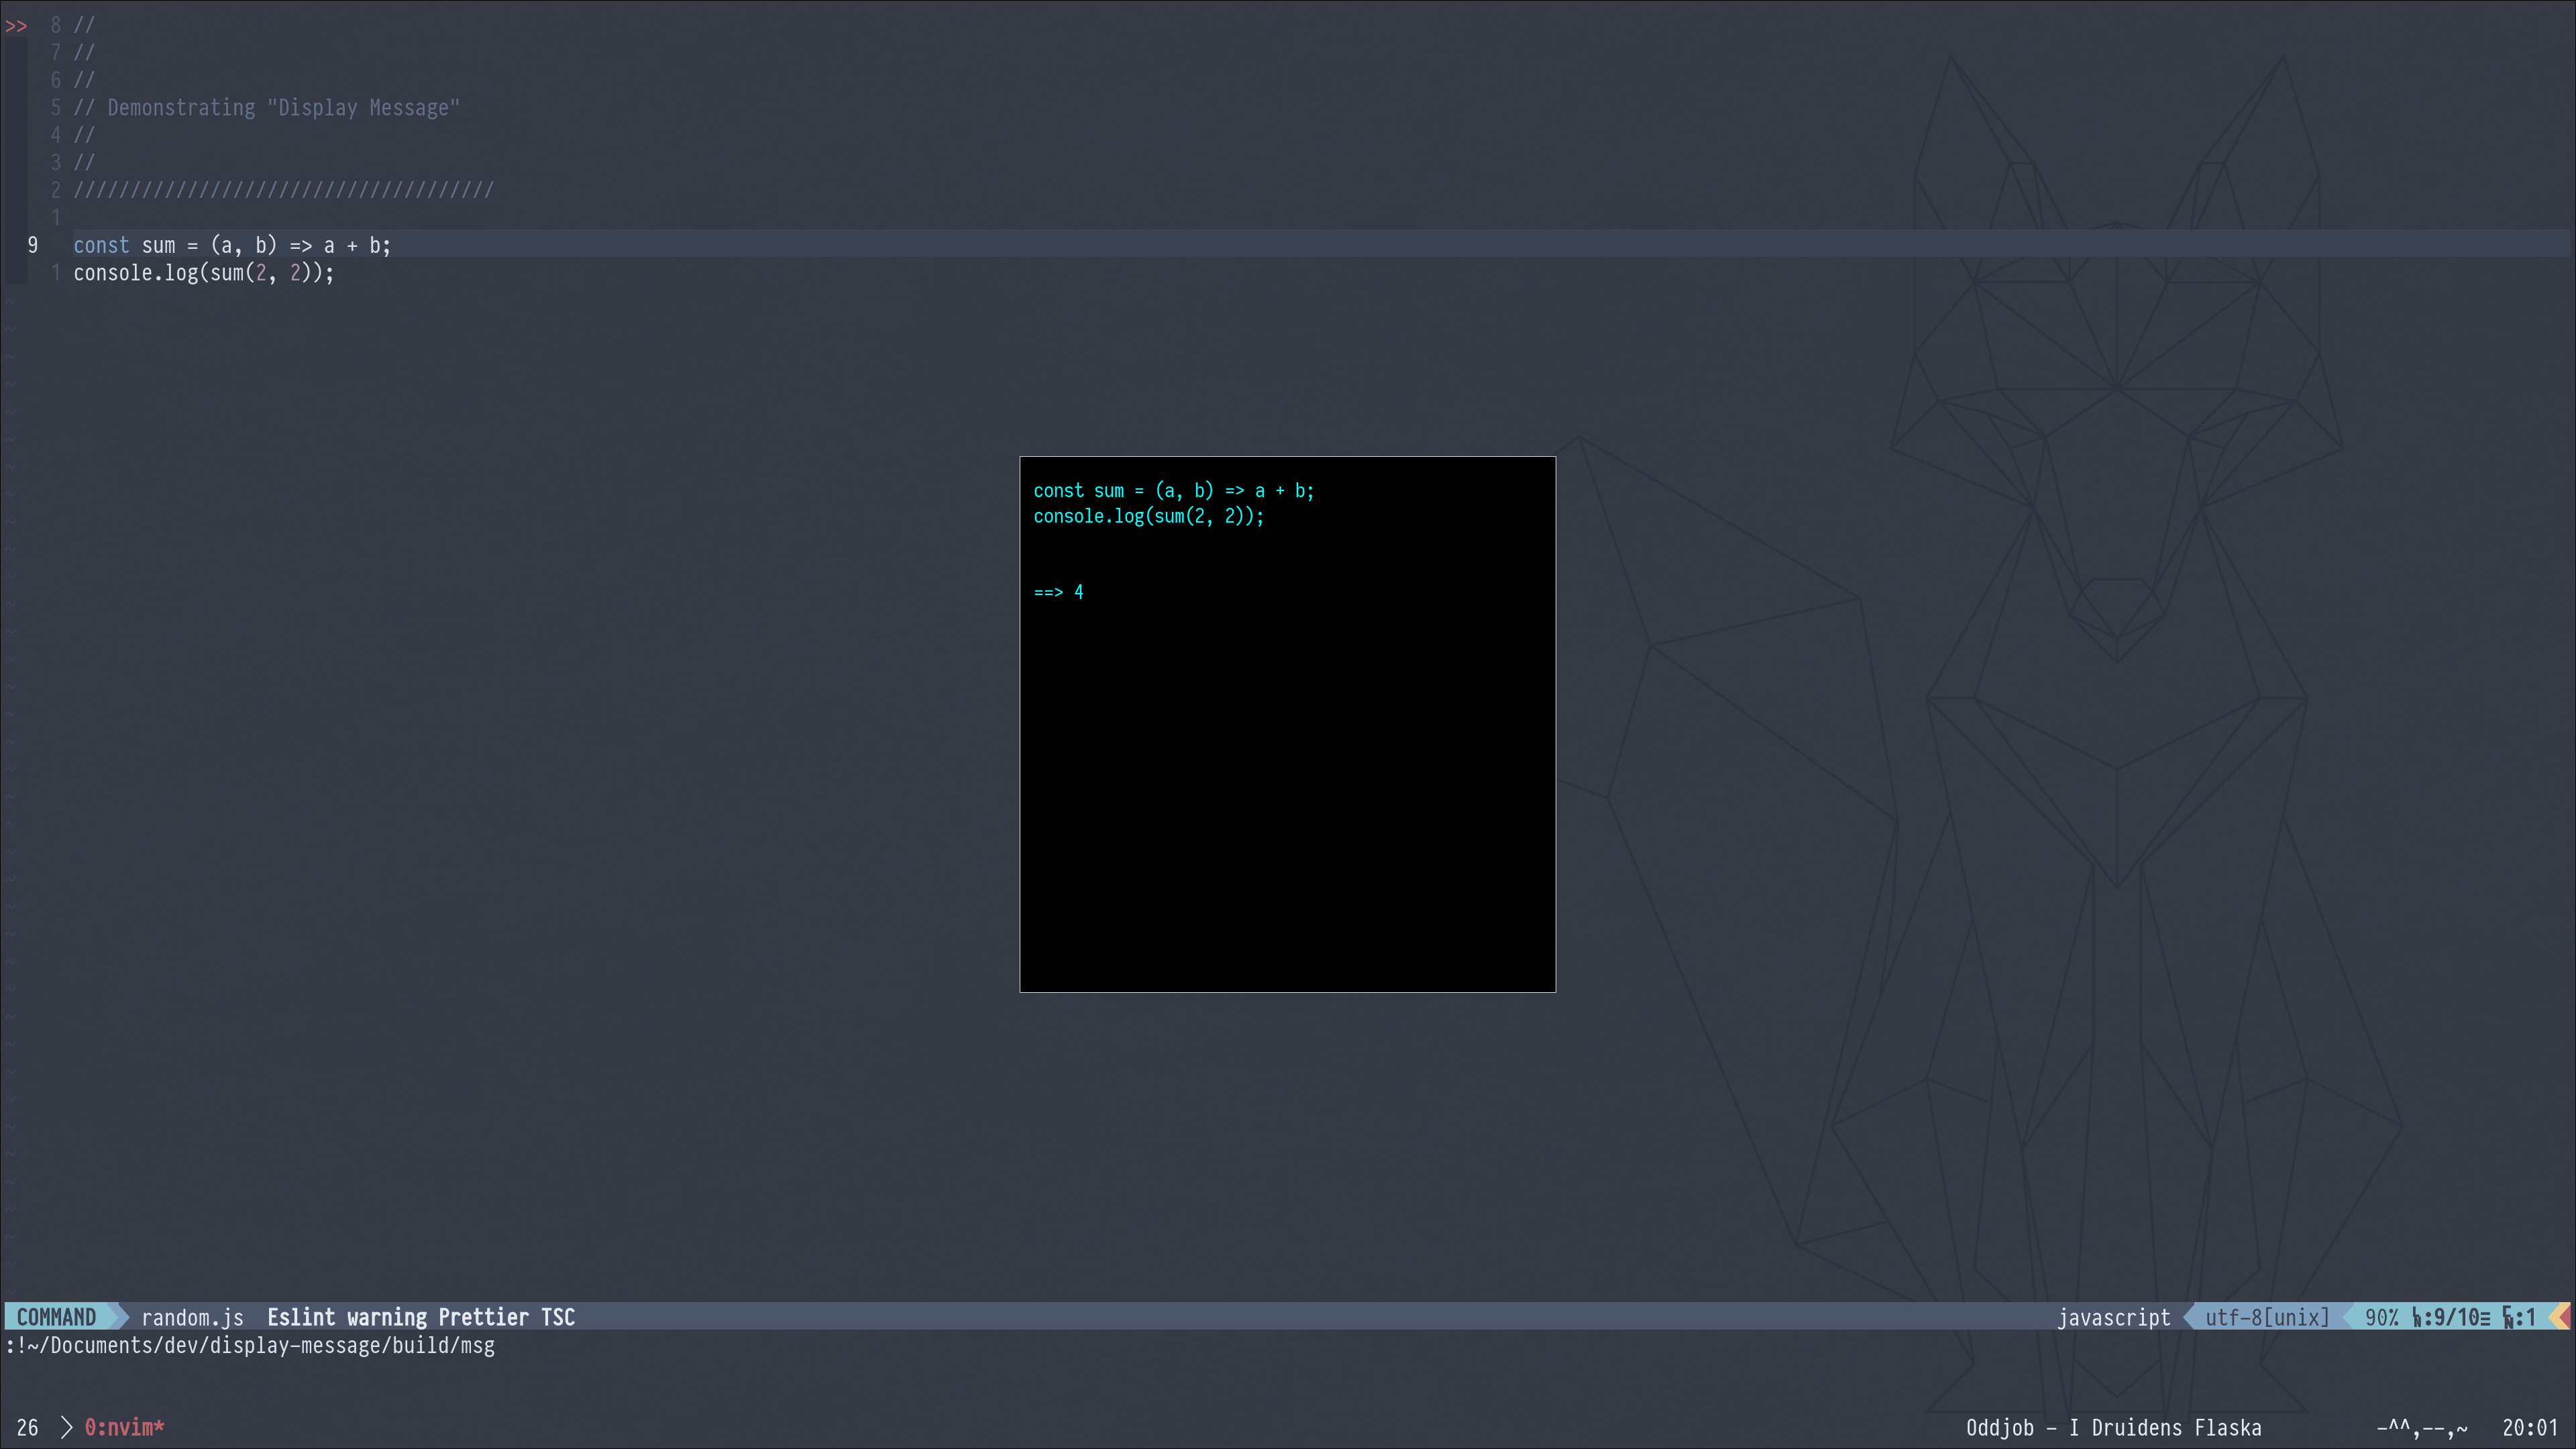 >> 8 //
7 //
6 //
5 // Demonstrating "Display Message"
4 //
3 //
2 /////////////////////////////////////
1
9 const sum = (a, b) => a + b;
1 console.log(sum(2, 2));
const sum = (a, b) => a + b;
console.log(sum(2, 2));
==> 4
COMMAND random.js Eslint warning Prettier TSC javascript utf-8[unix] 90% ㏑:9/10≡ ℅:1
:!~/Documents/dev/display-message/build/msg
26 0:nvim* Oddjob - I Druidens Flaska -^^,--,~ 20:01